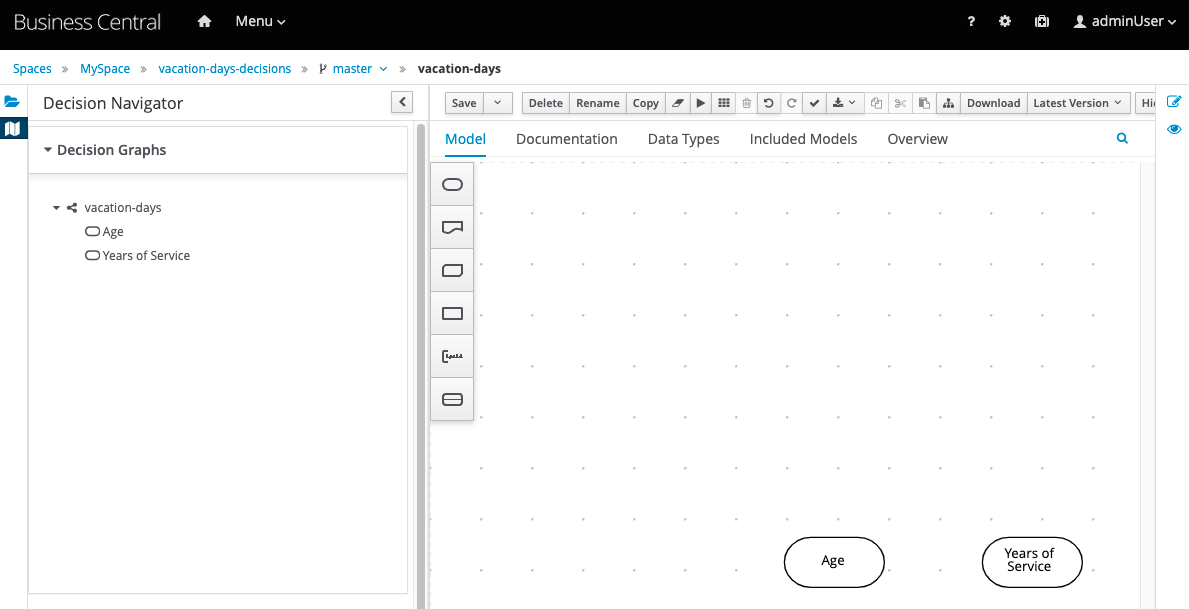 Business Central Menu ? adminUser
Spaces » MySpace » vacation-days-decisions » master » vacation-days
Decision Navigator
Decision Graphs
vacation-days
Age
Years of Service
Save Delete Rename Copy Download Latest Version Hi
Model Documentation Data Types Included Models Overview
Age
Years of
Service